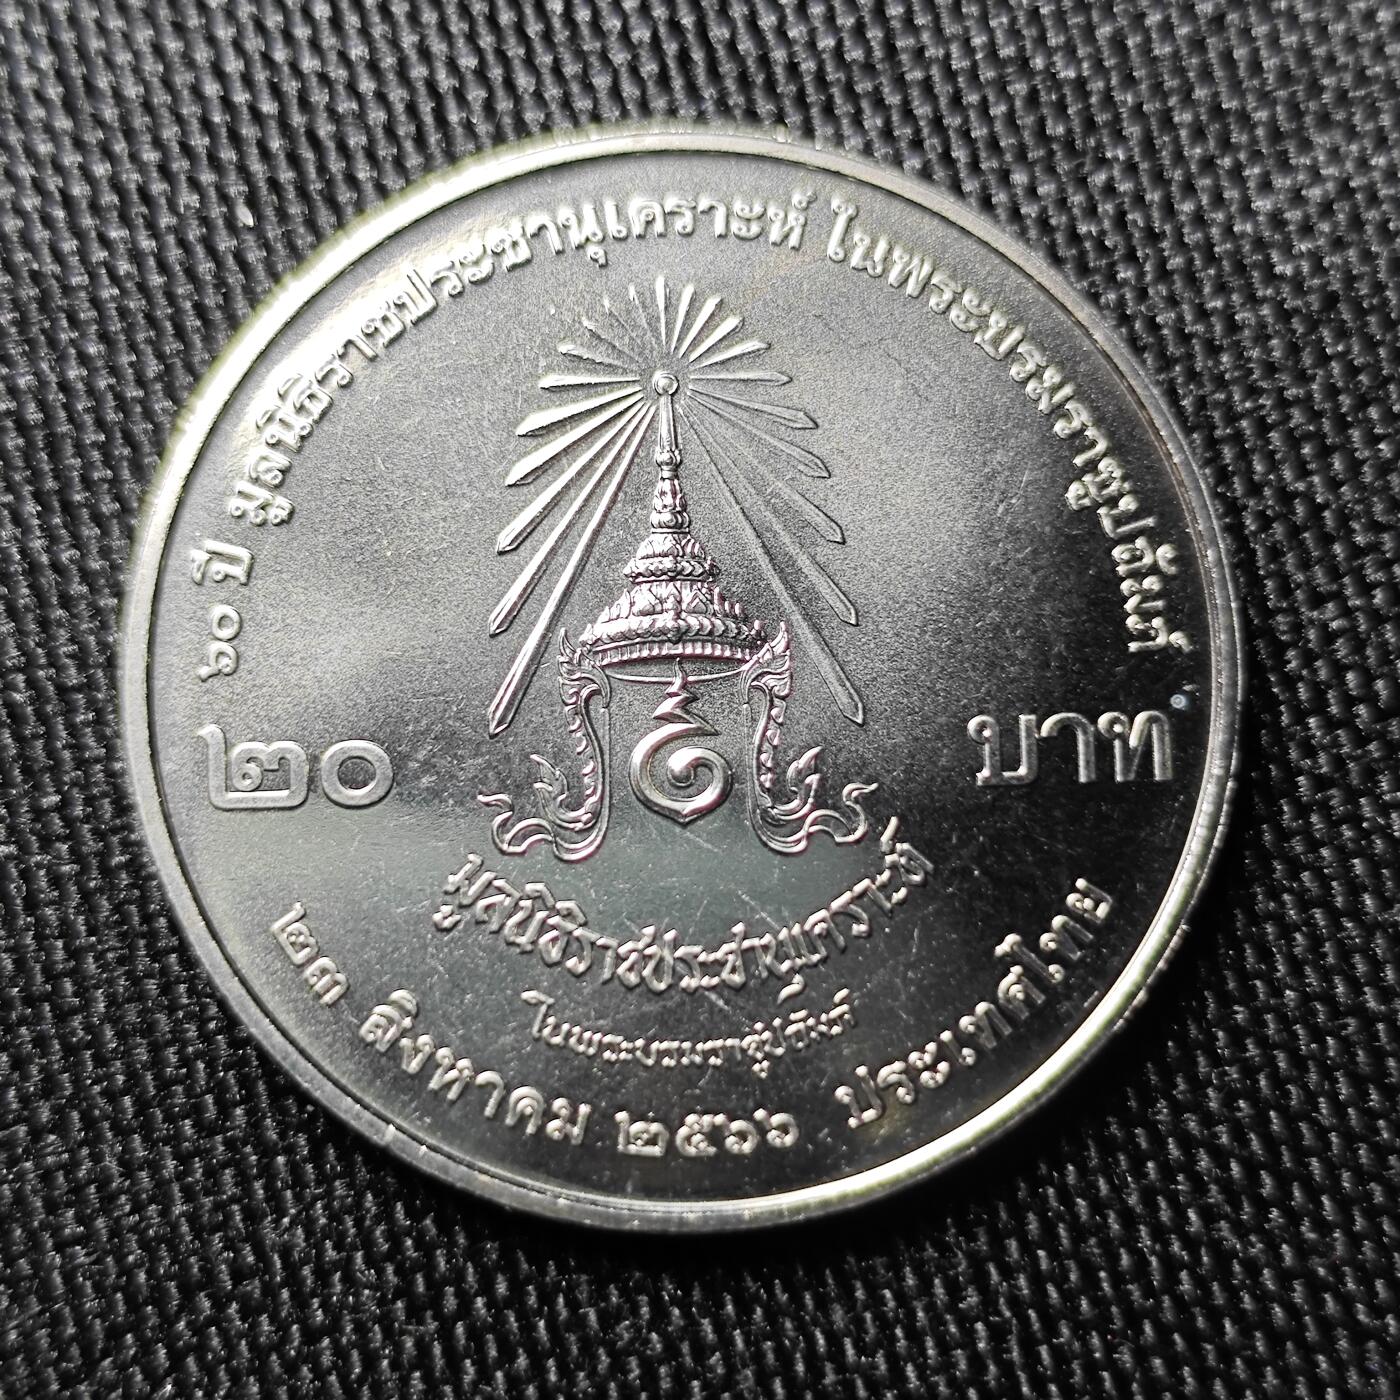 ๖๐ ปี มูลนิธิราชประชานุเคราะห์ ในพระบรมราชูปถัมภ์
๒๐ บาท
มูลนิธิราชประชานุเคราะห์
ในพระบรมราชูปถัมภ์
๒๓ สิงหาคม ๒๕๖๖ ประเทศไทย